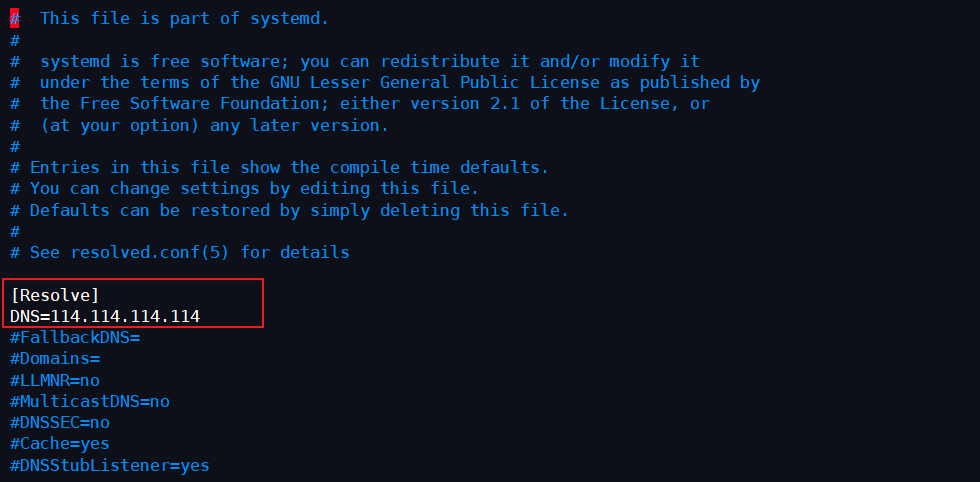 #  This file is part of systemd.
#
#  systemd is free software; you can redistribute it and/or modify it
#  under the terms of the GNU Lesser General Public License as published by
#  the Free Software Foundation; either version 2.1 of the License, or
#  (at your option) any later version.
#
# Entries in this file show the compile time defaults.
# You can change settings by editing this file.
# Defaults can be restored by simply deleting this file.
#
# See resolved.conf(5) for details

[Resolve]
DNS=114.114.114.114
#FallbackDNS=
#Domains=
#LLMNR=no
#MulticastDNS=no
#DNSSEC=no
#Cache=yes
#DNSStubListener=yes